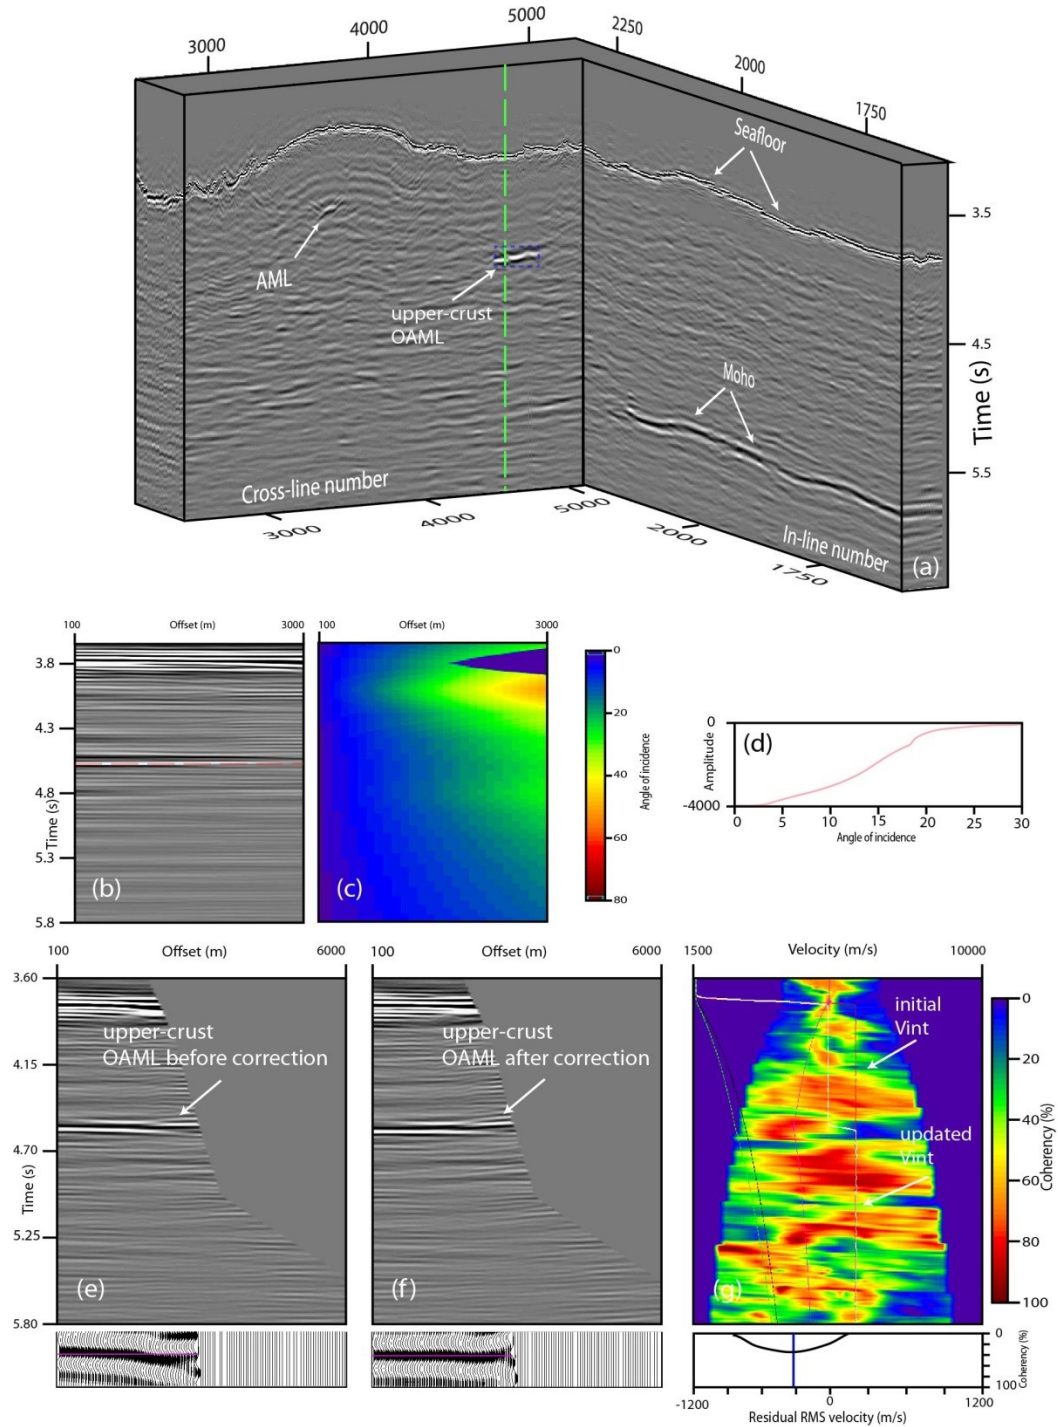 3000
4000
5000
2250
2000
1750
Seafloor
3.5
AML
upper-crust
OAML
4.5
Moho
Time (s)
5.5
Cross-line number
3000
4000
5000
2000
1750
In-line number
(a)
100 Offset (m) 3000
3.8
4.3
4.8
5.3
5.8
Time (s)
(b)
100 Offset (m) 3000
(c)
0
20
40
60
80
Angle of incidence
0
-4000
Amplitude
(d)
0 5 10 15 20 25 30
Angle of incidence
100 Offset (m) 6000
3.60
4.15
4.70
5.25
5.80
Time (s)
upper-crust
OAML before correction
(e)
100 Offset (m) 6000
upper-crust
OAML after correction
(f)
1500 Velocity (m/s) 10000
initial
Vint
updated
Vint
(g)
0
20
40
60
80
100
Coherency (%)
0
100
Coherency (%)
-1200 0 1200
Residual RMS velocity (m/s)